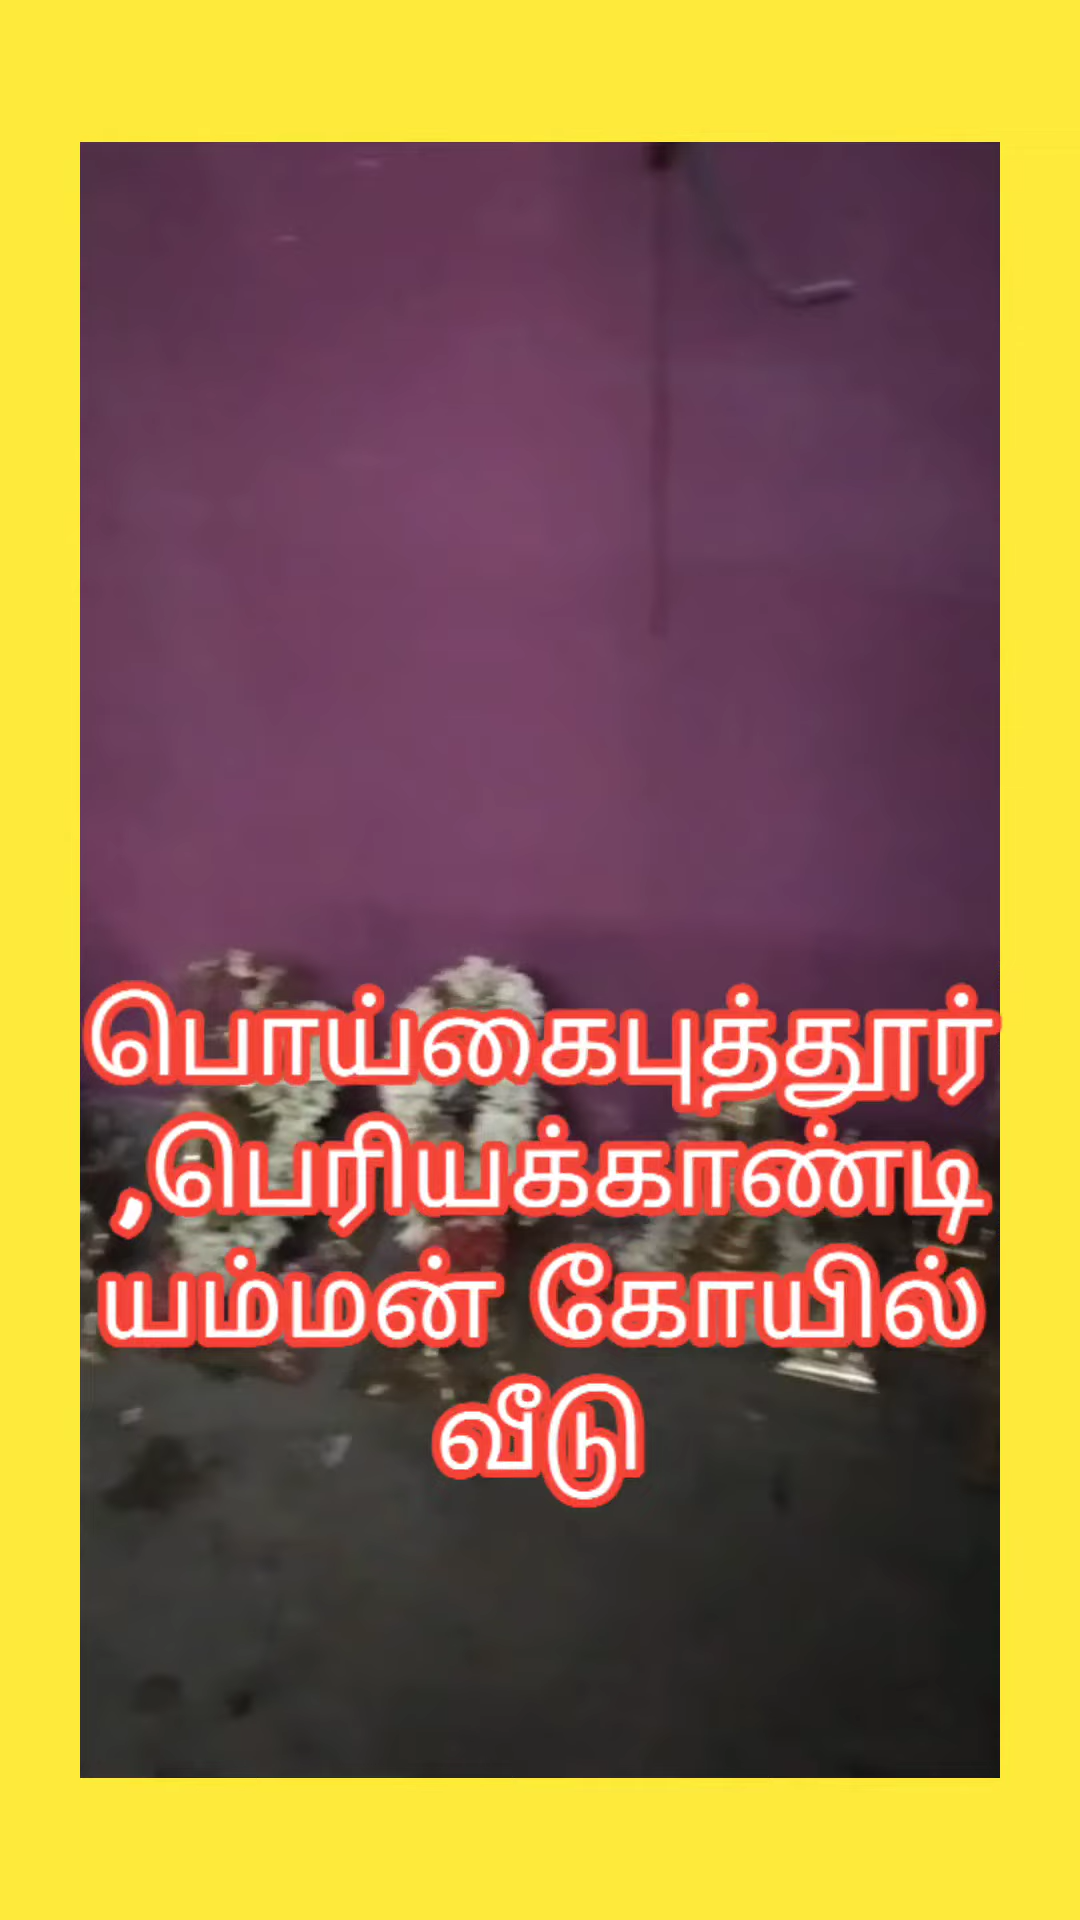 பொய்கைபுத்தூர்
,பெரியக்காண்டி
யம்மன் கோயில்
வீடு